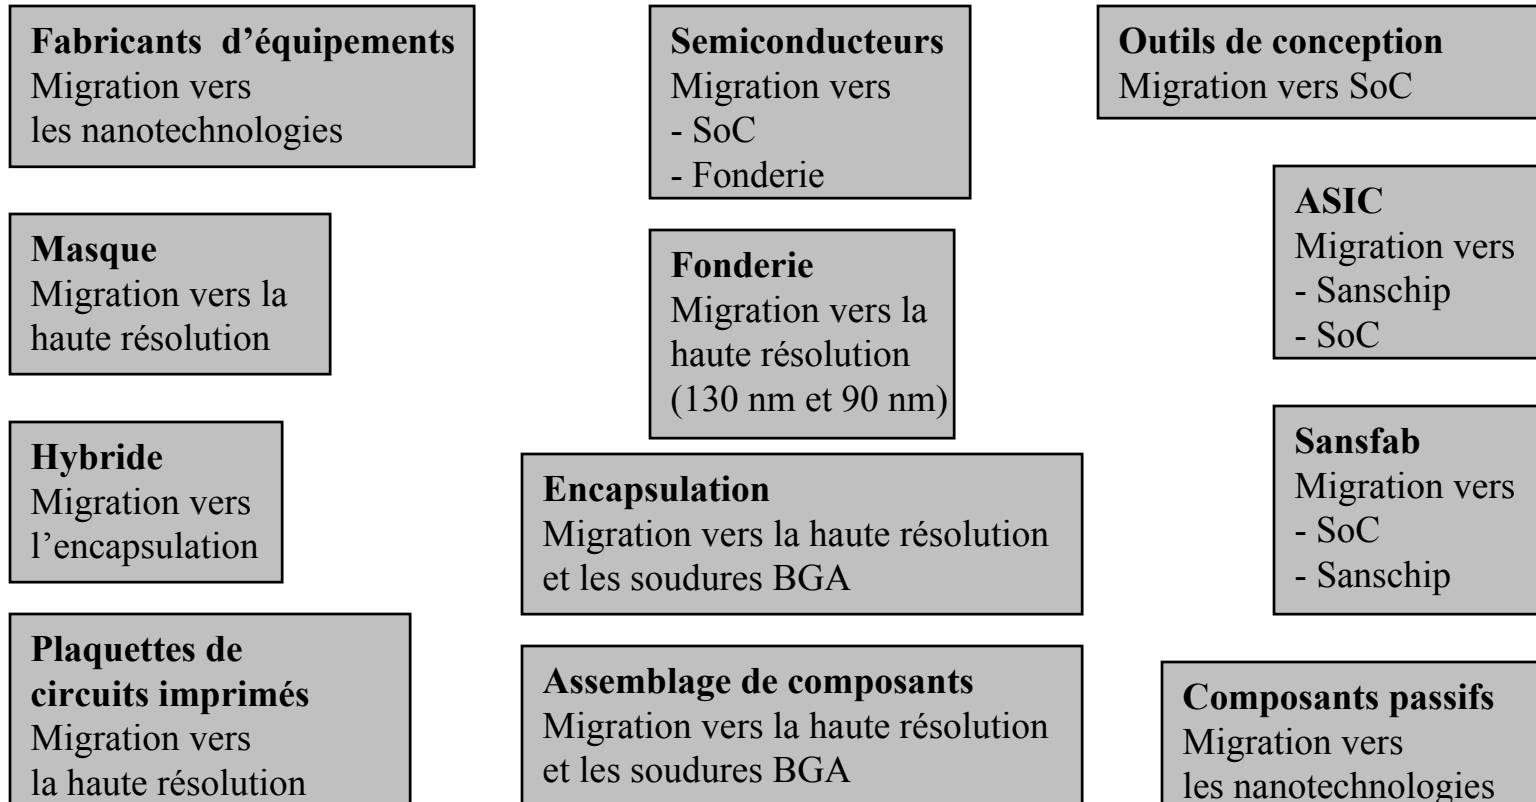 Fabricants d’équipements
Migration vers
les nanotechnologies
Masque
Migration vers la
haute résolution
Hybride
Migration vers
l’encapsulation
Plaquettes de
circuits imprimés
Migration vers
la haute résolution
Semiconducteurs
Migration vers
- SoC
- Fonderie
Fonderie
Migration vers la
haute résolution
(130 nm et 90 nm)
Encapsulation
Migration vers la haute résolution
et les soudures BGA
Assemblage de composants
Migration vers la haute résolution
et les soudures BGA
Outils de conception
Migration vers SoC
ASIC
Migration vers
- Sanschip
- SoC
Sansfab
Migration vers
- SoC
- Sanschip
Composants passifs
Migration vers
les nanotechnologies